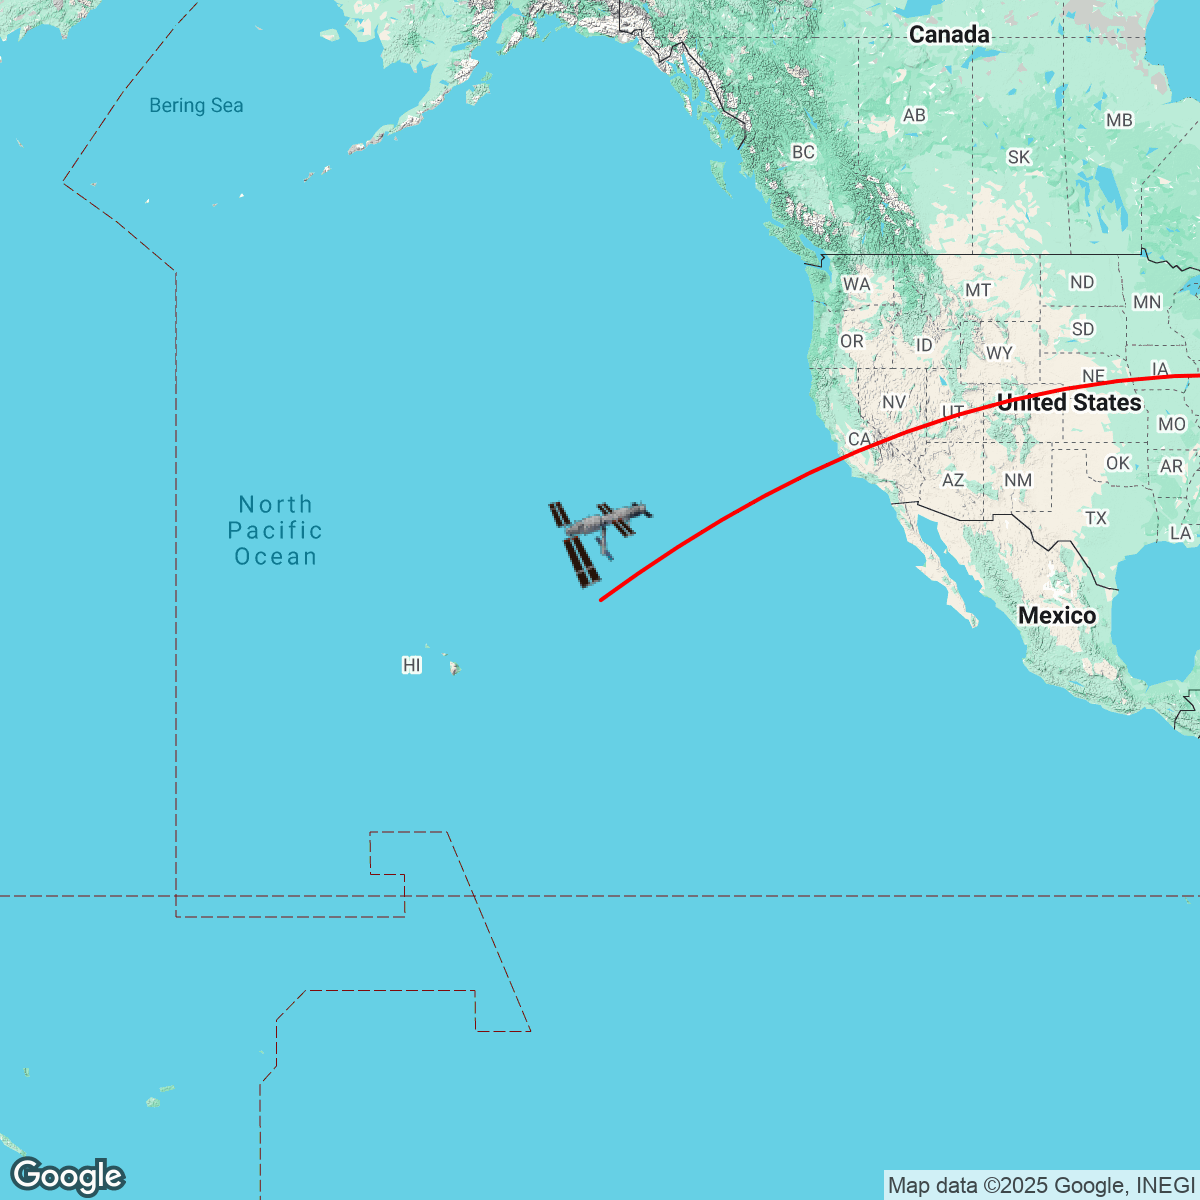 Canada
Bering Sea
AB
MB
BC
SK
WA
MT
ND
MN
OR
ID
SD
WY
NE
IA
NV
UT
United States
CA
MO
OK
AR
AZ
NM
TX
LA
North
Pacific
Ocean
Mexico
HI
Google
Map data ©2025 Google, INEGI